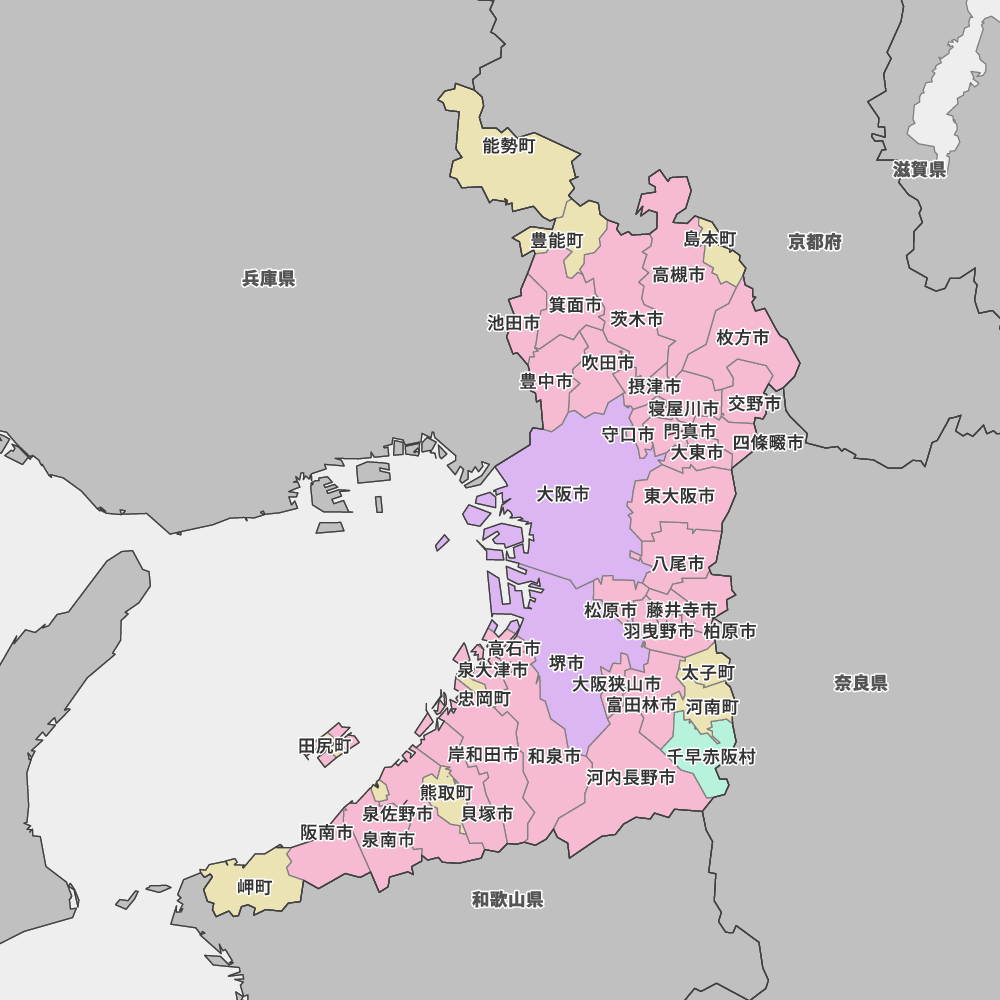 能勢町
滋賀県
豊能町
島本町
京都府
高槻市
兵庫県
箕面市
池田市
茨木市
枚方市
吹田市
豊中市
摂津市
寝屋川市
交野市
守口市
門真市
四條畷市
大東市
大阪市
東大阪市
八尾市
松原市
藤井寺市
羽曳野市
柏原市
高石市
堺市
泉大津市
太子町
大阪狭山市
奈良県
忠岡町
富田林市
河南町
田尻町
岸和田市
和泉市
千早赤阪村
河内長野市
熊取町
泉佐野市
貝塚市
阪南市
泉南市
岬町
和歌山県